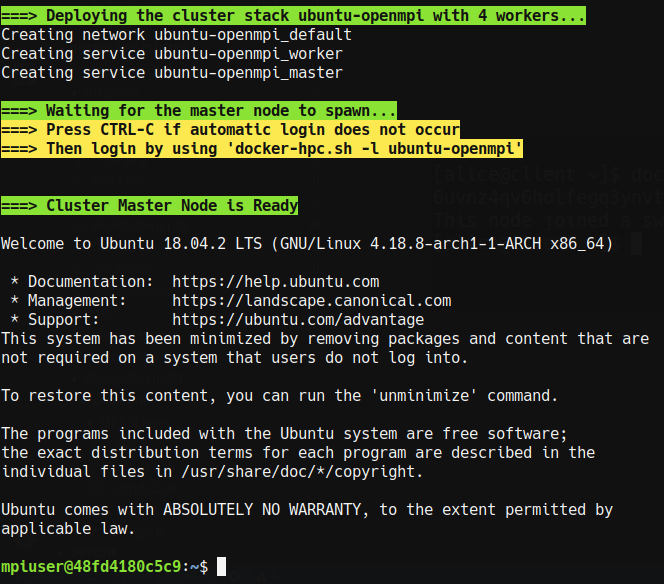 ===> Deploying the cluster stack ubuntu-openmpi with 4 workers...
Creating network ubuntu-openmpi_default
Creating service ubuntu-openmpi_worker
Creating service ubuntu-openmpi_master
===> Waiting for the master node to spawn...
===> Press CTRL-C if automatic login does not occur
===> Then login by using 'docker-hpc.sh -l ubuntu-openmpi'
===> Cluster Master Node is Ready
Welcome to Ubuntu 18.04.2 LTS (GNU/Linux 4.18.8-arch1-1-ARCH x86_64)
* Documentation: https://help.ubuntu.com
* Management: https://landscape.canonical.com
* Support: https://ubuntu.com/advantage
This system has been minimized by removing packages and content that are
not required on a system that users do not log into.
To restore this content, you can run the 'unminimize' command.
The programs included with the Ubuntu system are free software;
the exact distribution terms for each program are described in the
individual files in /usr/share/doc/*/copyright.
Ubuntu comes with ABSOLUTELY NO WARRANTY, to the extent permitted by
applicable law.
mpiuser@48fd4180c5c9:~$